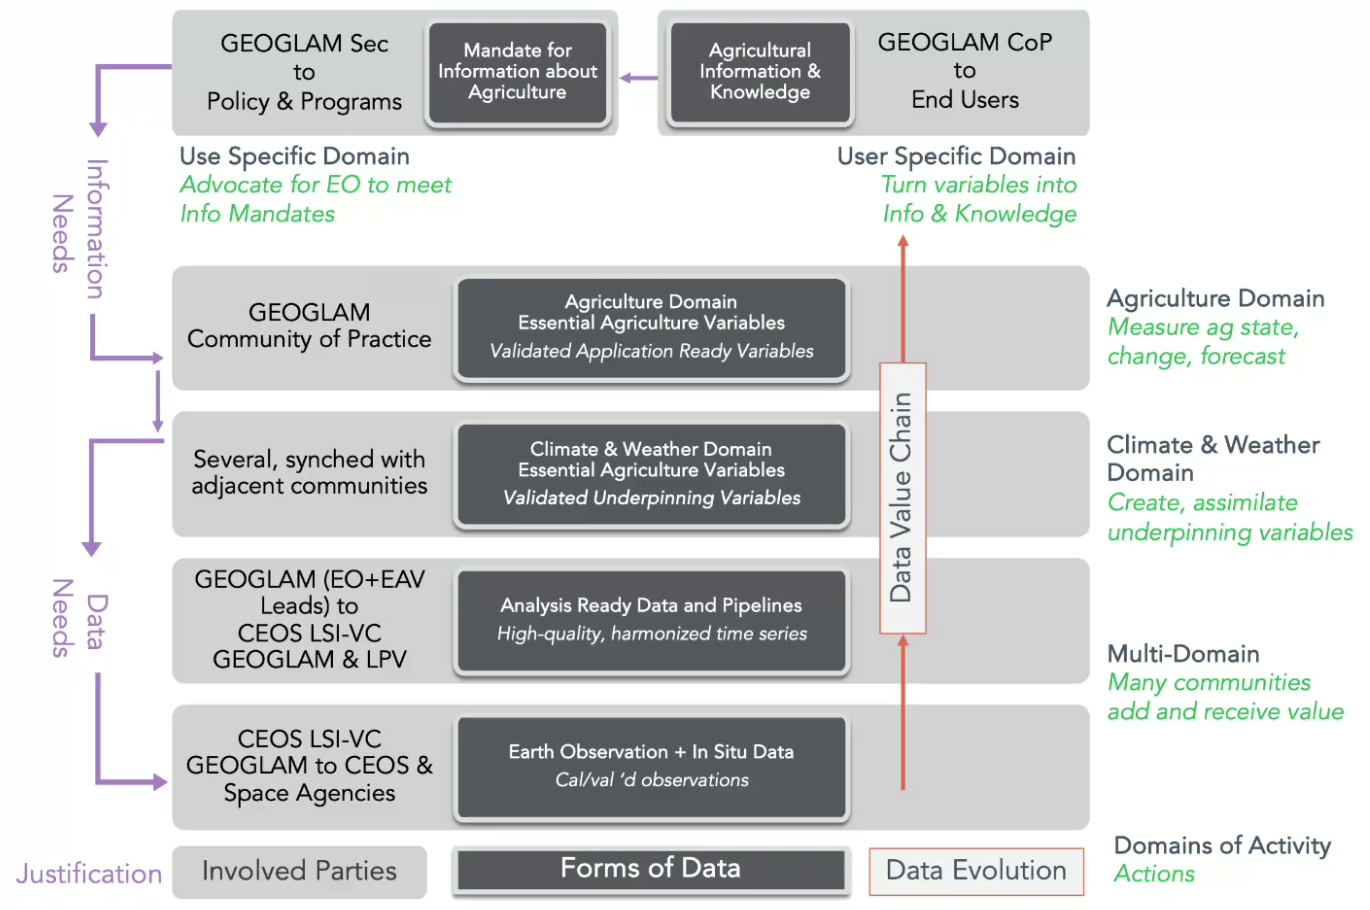 GEOGLAM Sec
to
Policy & Programs
Mandate for
Information about
Agriculture
Agricultural
Information &
Knowledge
GEOGLAM CoP
to
End Users
Use Specific Domain
Advocate for EO to meet
Info Mandates
User Specific Domain
Turn variables into
Info & Knowledge
Information
Needs
GEOGLAM
Community of Practice
Agriculture Domain
Essential Agriculture Variables
Validated Application Ready Variables
Agriculture Domain
Measure ag state,
change, forecast
Data Value Chain
Several, synched with
adjacent communities
Climate & Weather Domain
Essential Agriculture Variables
Validated Underpinning Variables
Climate & Weather
Domain
Create, assimilate
underpinning variables
Data
Needs
GEOGLAM (EO+EAV
Leads) to
CEOS LSI-VC
GEOGLAM & LPV
Analysis Ready Data and Pipelines
High-quality, harmonized time series
Multi-Domain
Many communities
add and receive value
CEOS LSI-VC
GEOGLAM to CEOS &
Space Agencies
Earth Observation + In Situ Data
Cal/val ‘d observations
Justification
Involved Parties
Forms of Data
Data Evolution
Domains of Activity
Actions